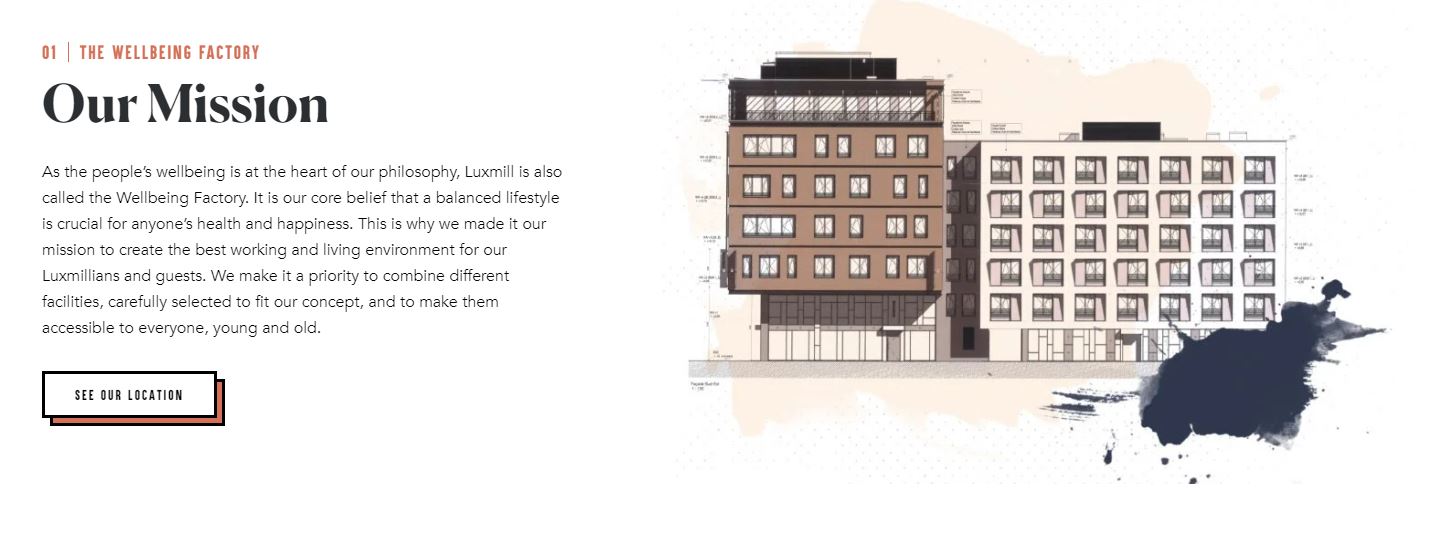 01 | THE WELLBEING FACTORY
Our Mission
As the people’s wellbeing is at the heart of our philosophy, Luxmill is also
called the Wellbeing Factory. It is our core belief that a balanced lifestyle
is crucial for anyone’s health and happiness. This is why we made it our
mission to create the best working and living environment for our
Luxmillians and guests. We make it a priority to combine different
facilities, carefully selected to fit our concept, and to make them
accessible to everyone, young and old.
SEE OUR LOCATION